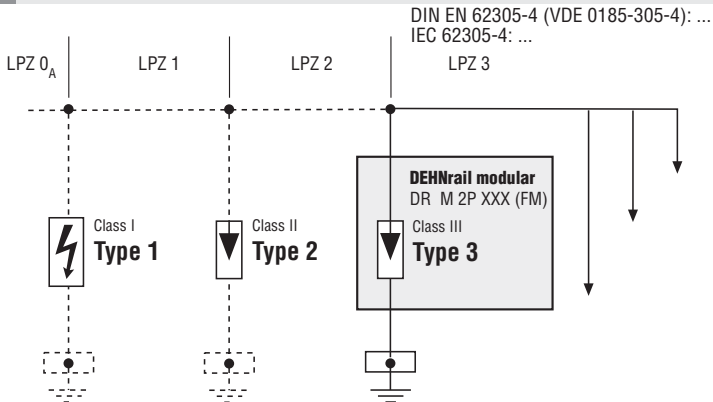 DIN EN 62305-4 (VDE 0185-305-4): ...
IEC 62305-4: ...
LPZ 0A
LPZ 1
LPZ 2
LPZ 3
DEHNrail modular
DR M 2P XXX (FM)
Class I
Type 1
Class II
Type 2
Class III
Type 3